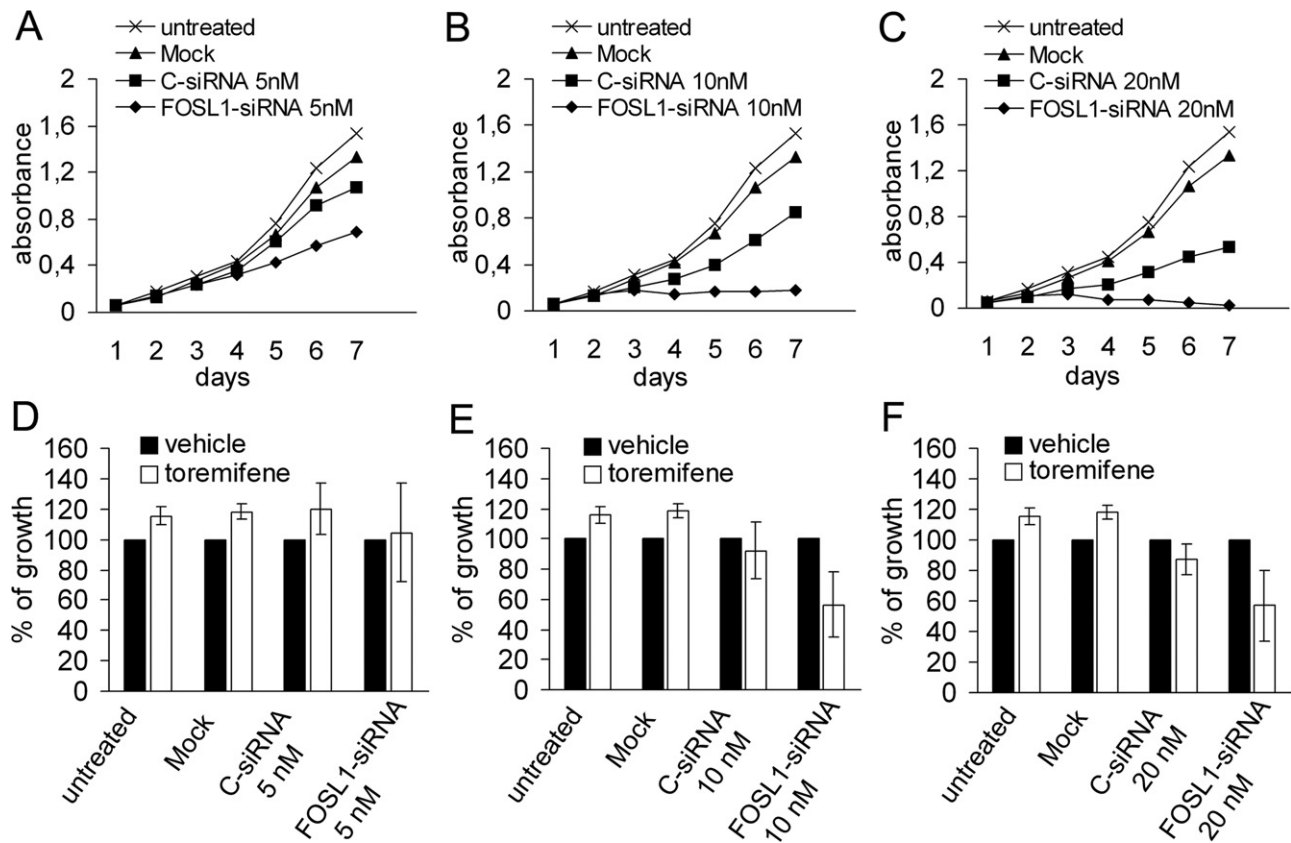 A
untreated
Mock
C-siRNA 5nM
FOSL1-siRNA 5nM
absorbance
2
1,6
1,2
0,8
0,4
0
1 2 3 4 5 6 7
days
B
untreated
Mock
C-siRNA 10nM
FOSL1-siRNA 10nM
absorbance
2
1,6
1,2
0,8
0,4
0
1 2 3 4 5 6 7
days
C
untreated
Mock
C-siRNA 20nM
FOSL1-siRNA 20nM
absorbance
2
1,6
1,2
0,8
0,4
0
1 2 3 4 5 6 7
days
D
vehicle
toremifene
% of growth
160
140
120
100
80
60
40
20
0
untreated
Mock
C-siRNA
5 nM
FOSL1-siRNA
5 nM
E
vehicle
toremifene
% of growth
160
140
120
100
80
60
40
20
0
untreated
Mock
C-siRNA
10 nM
FOSL1-siRNA
10 nM
F
vehicle
toremifene
% of growth
160
140
120
100
80
60
40
20
0
untreated
Mock
C-siRNA
20 nM
FOSL1-siRNA
20 nM